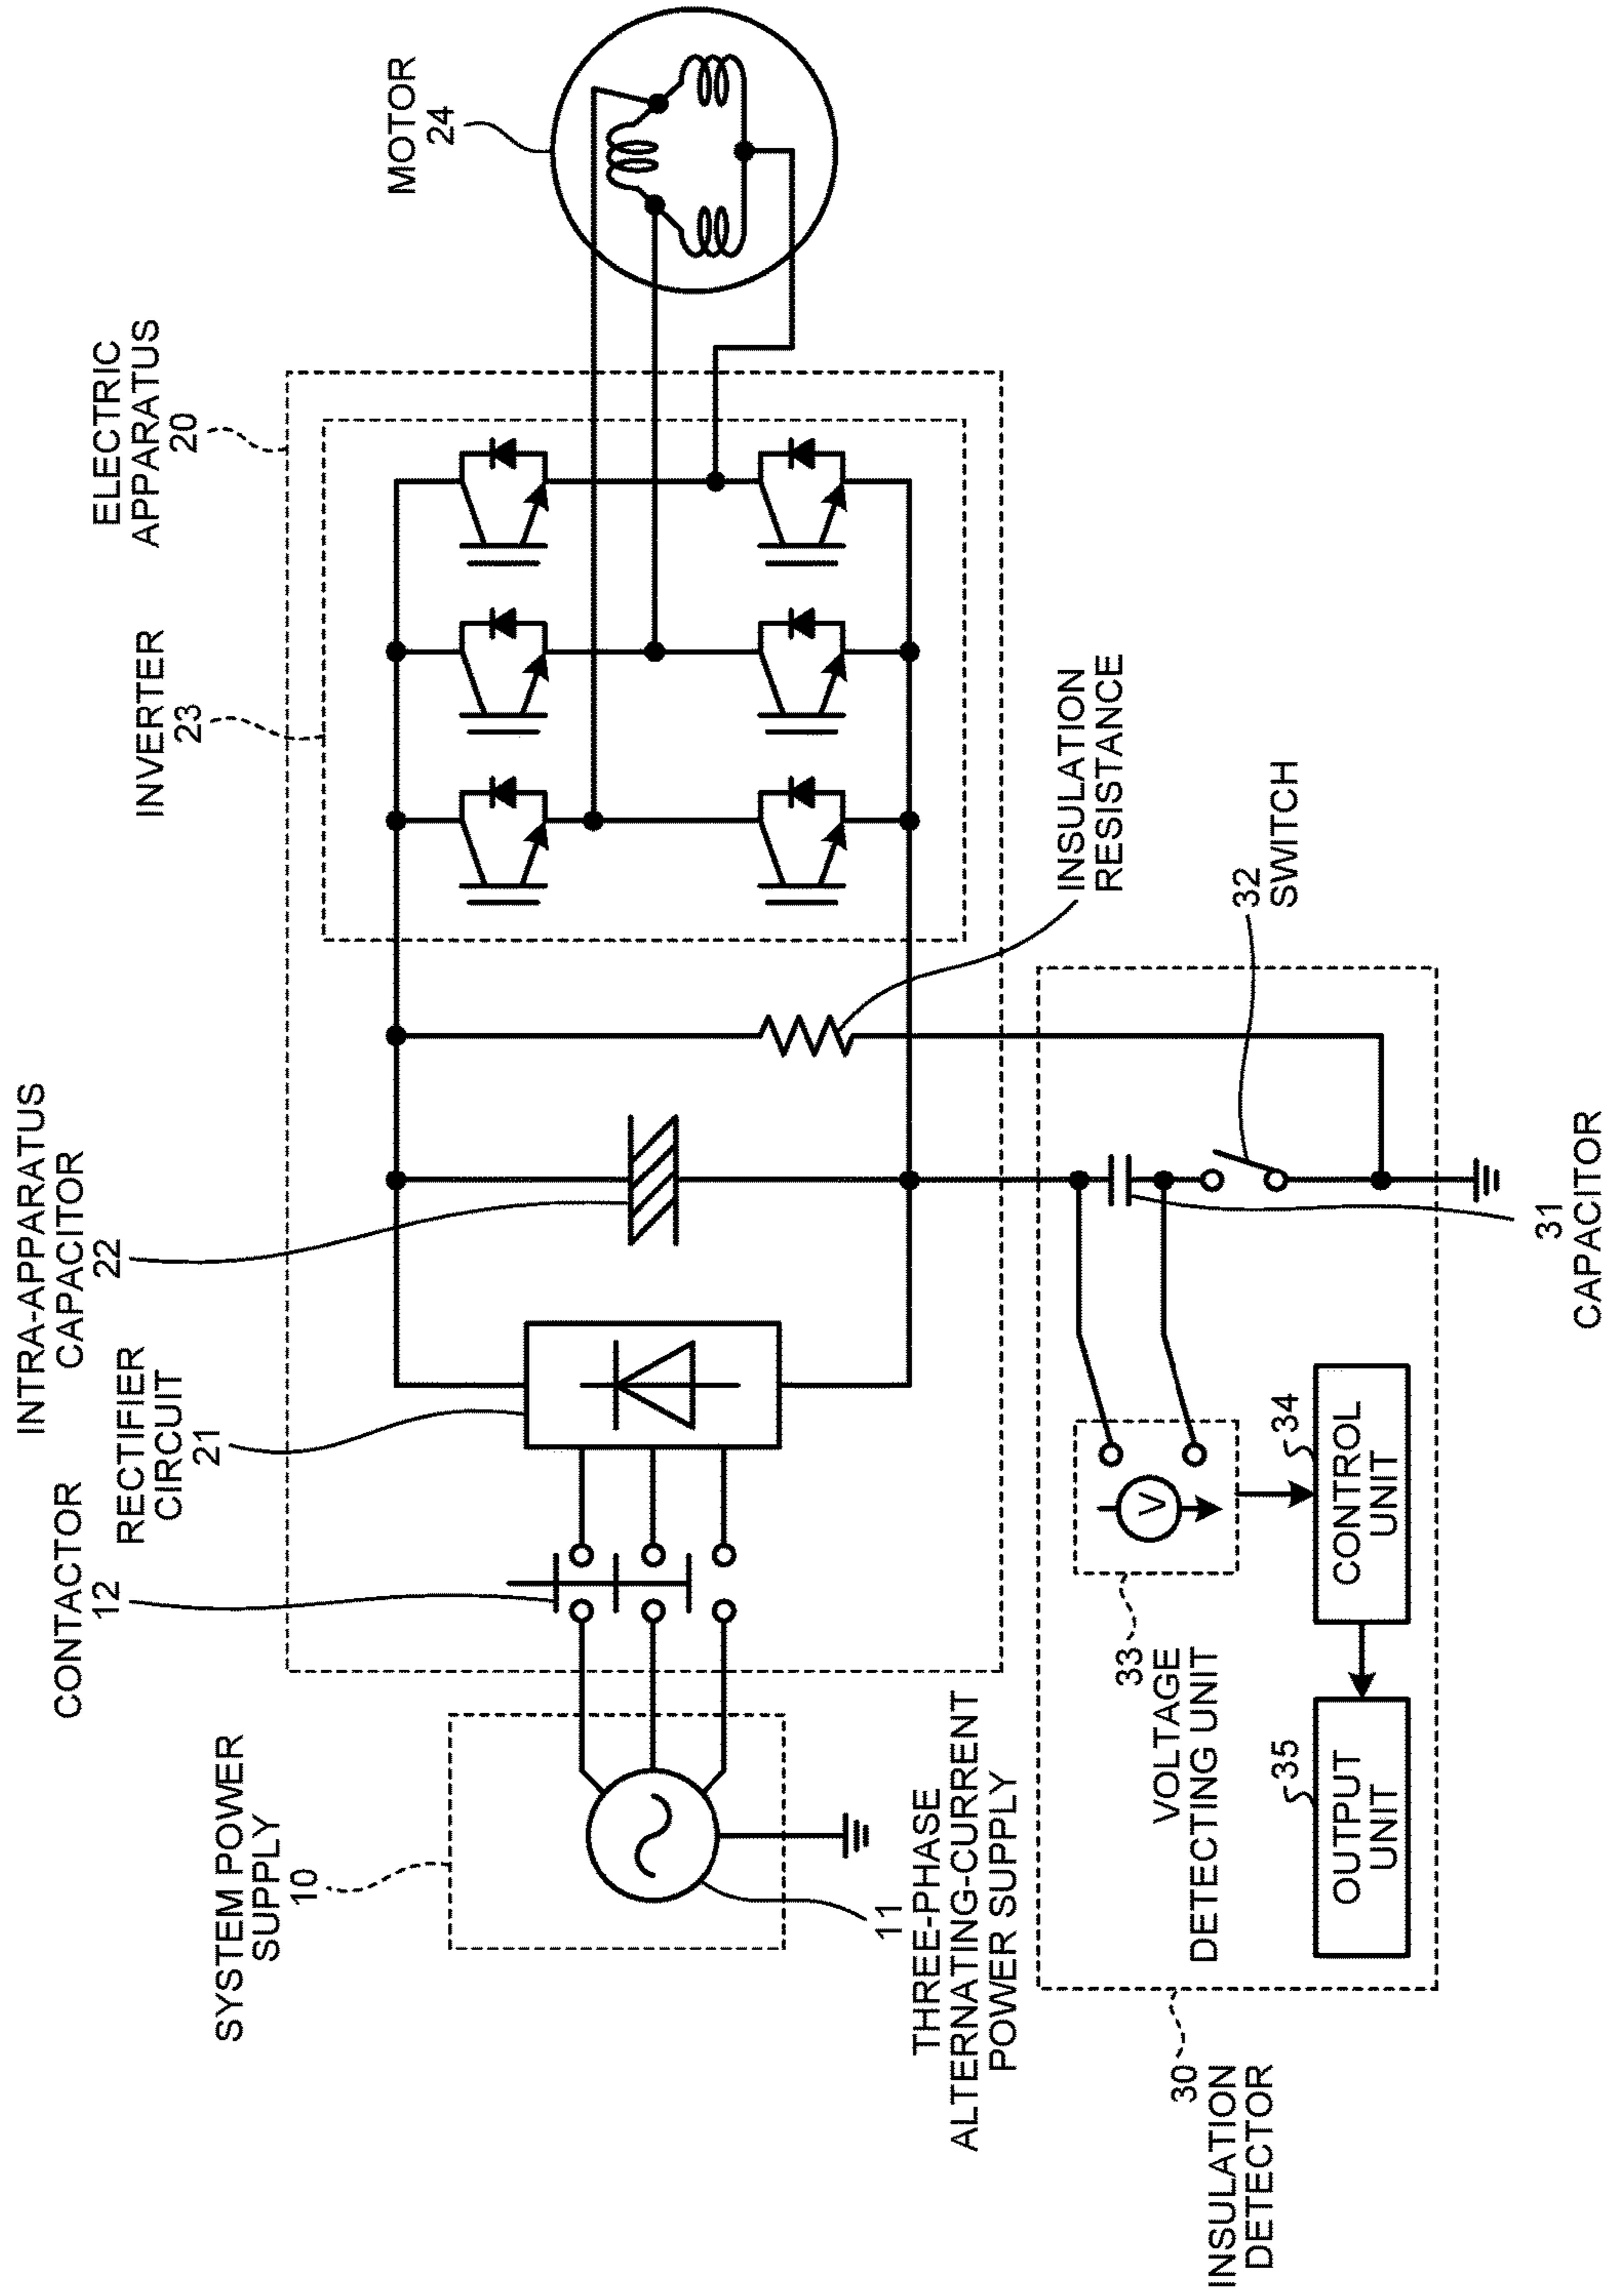 SYSTEM POWER
SUPPLY
10
CONTACTOR
12
RECTIFIER
CIRCUIT
21
INTRA-APPARATUS
CAPACITOR
22
INVERTER
23
ELECTRIC
APPARATUS
20
MOTOR
24
11
THREE-PHASE
ALTERNATING-CURRENT
POWER SUPPLY
INSULATION
RESISTANCE
32
SWITCH
31
CAPACITOR
V
33
VOLTAGE
DETECTING UNIT
34
CONTROL
UNIT
35
OUTPUT
UNIT
30
INSULATION
DETECTOR